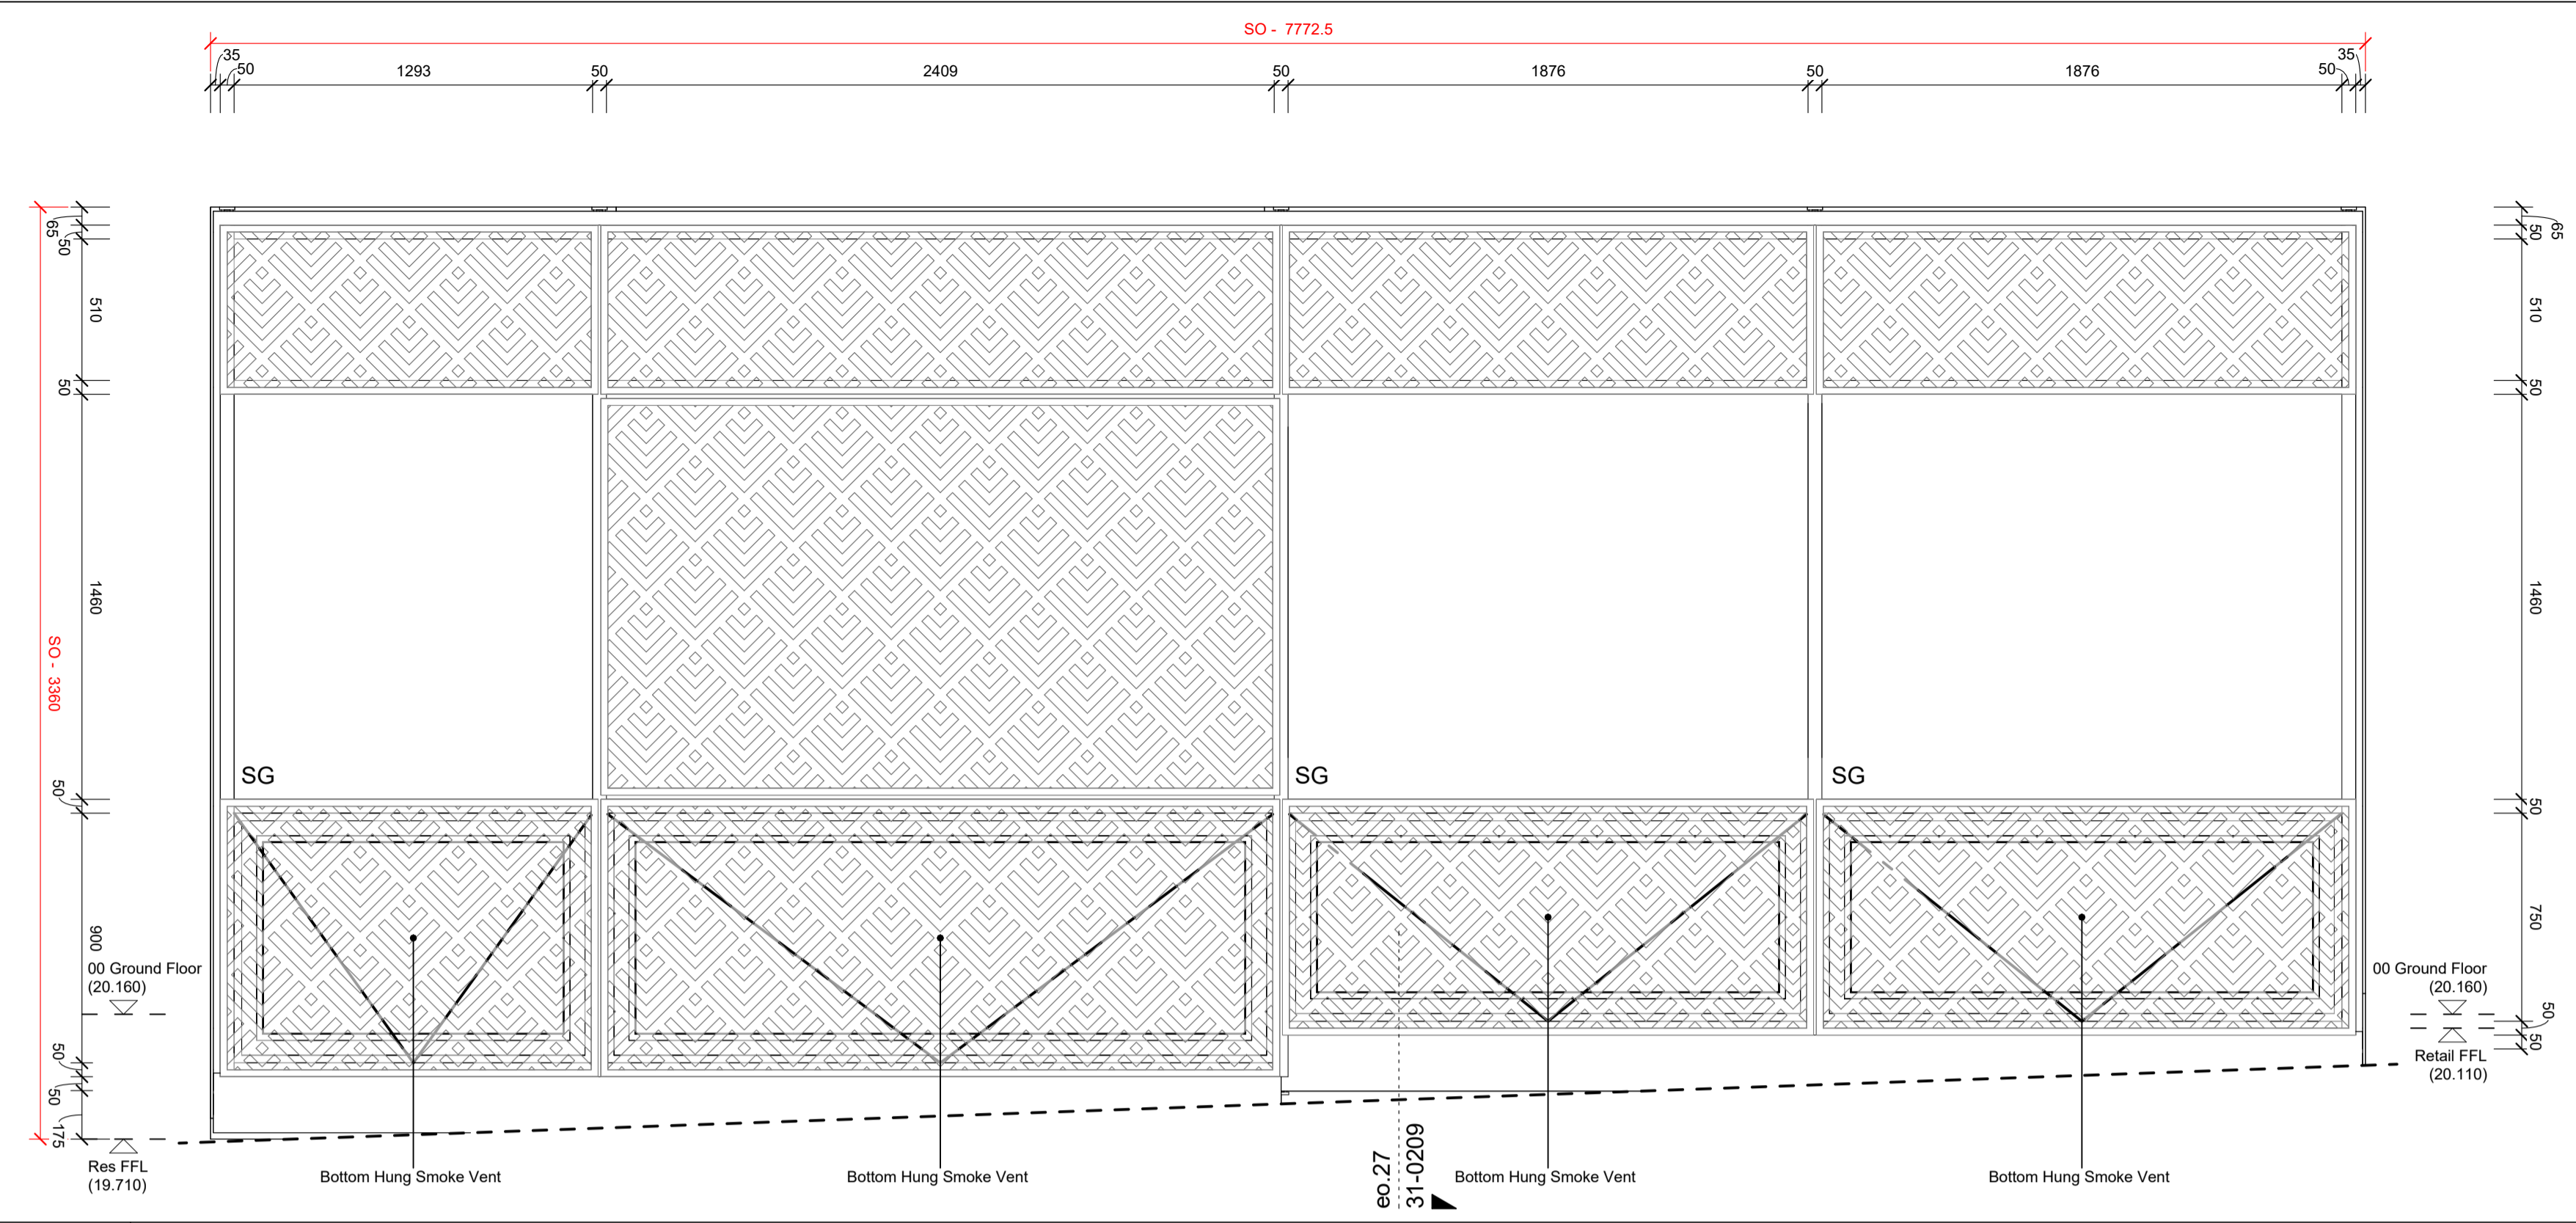 SO - 7772.5
35
50
1293
50
2409
50
1876
50
1876
50
35
65
50
510
50
1460
SO - 3360
50
900
00 Ground Floor
(20.160)
50
50
175
Res FFL
(19.710)
SG
SG
SG
Bottom Hung Smoke Vent
Bottom Hung Smoke Vent
eo.27
31-0209
Bottom Hung Smoke Vent
Bottom Hung Smoke Vent
65
50
510
50
1460
50
750
00 Ground Floor
(20.160)
50
50
Retail FFL
(20.110)